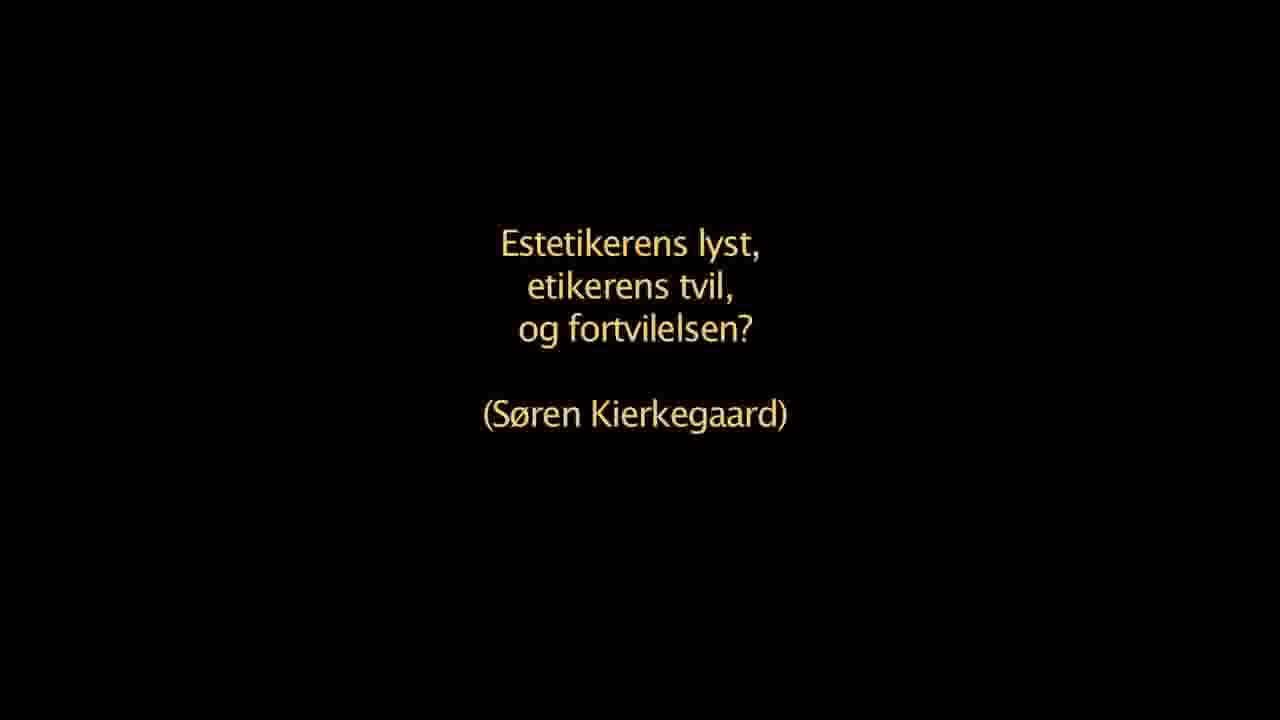 Estetikerens lyst,
etikerens tvil,
og fortvilelsen?
(Søren Kierkegaard)